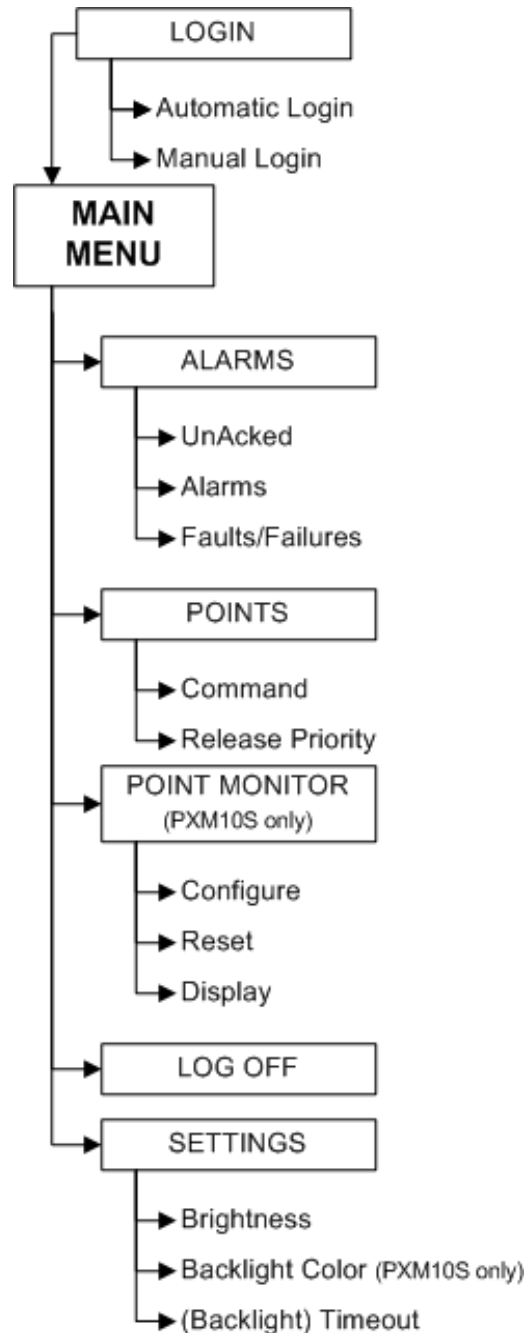 LOGIN
Automatic Login
Manual Login
MAIN
MENU
ALARMS
UnAcked
Alarms
Faults/Failures
POINTS
Command
Release Priority
POINT MONITOR
(PXM10S only)
Configure
Reset
Display
LOG OFF
SETTINGS
Brightness
Backlight Color (PXM10S only)
(Backlight) Timeout